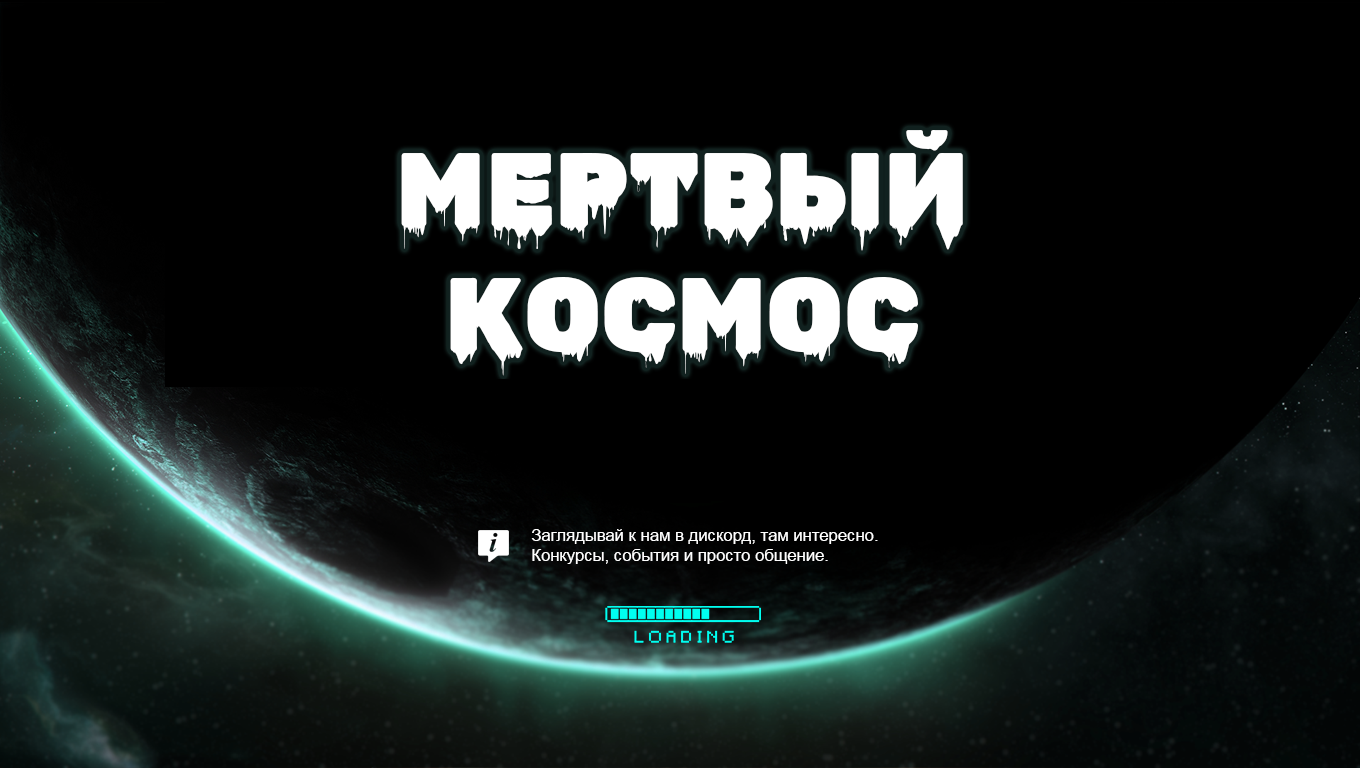 МЕРТВЫЙ
КОСМОС
Заглядывай к нам в дискорд, там интересно.
Конкурсы, события и просто общение.
LOADING